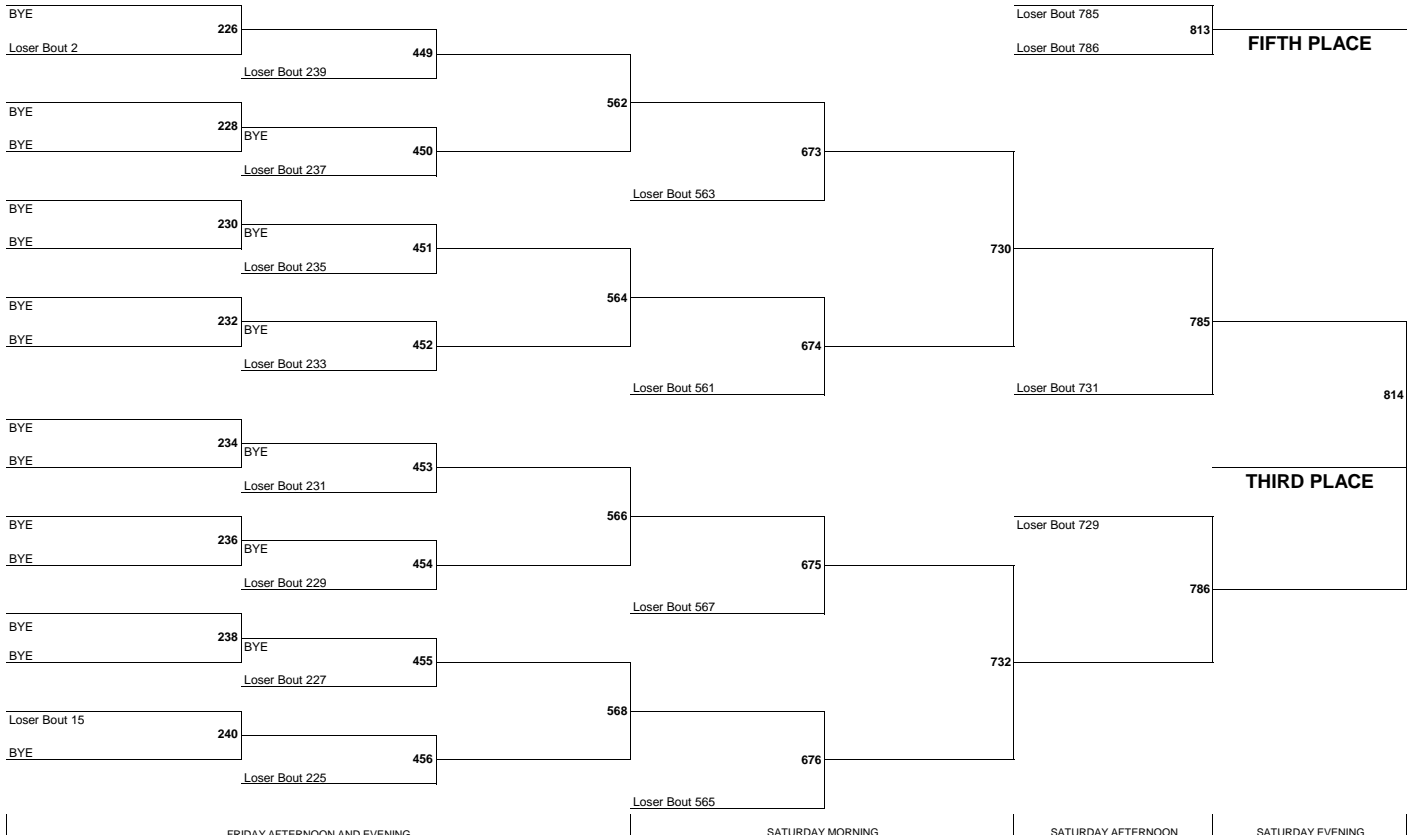 BYE
226
Loser Bout 2
449
Loser Bout 239
562
BYE
228
BYE
BYE
450
Loser Bout 237
673
Loser Bout 563
BYE
230
BYE
BYE
451
Loser Bout 235
730
564
BYE
232
BYE
BYE
452
Loser Bout 233
674
Loser Bout 561
785
Loser Bout 731
814
BYE
234
BYE
BYE
453
Loser Bout 231
566
BYE
236
BYE
BYE
454
Loser Bout 229
675
Loser Bout 567
BYE
238
BYE
BYE
455
Loser Bout 227
732
568
Loser Bout 15
240
BYE
456
Loser Bout 225
676
Loser Bout 565
Loser Bout 785
813
Loser Bout 786
FIFTH PLACE
THIRD PLACE
Loser Bout 729
786
FRIDAY AFTERNOON AND EVENING
SATURDAY MORNING
SATURDAY AFTERNOON
SATURDAY EVENING